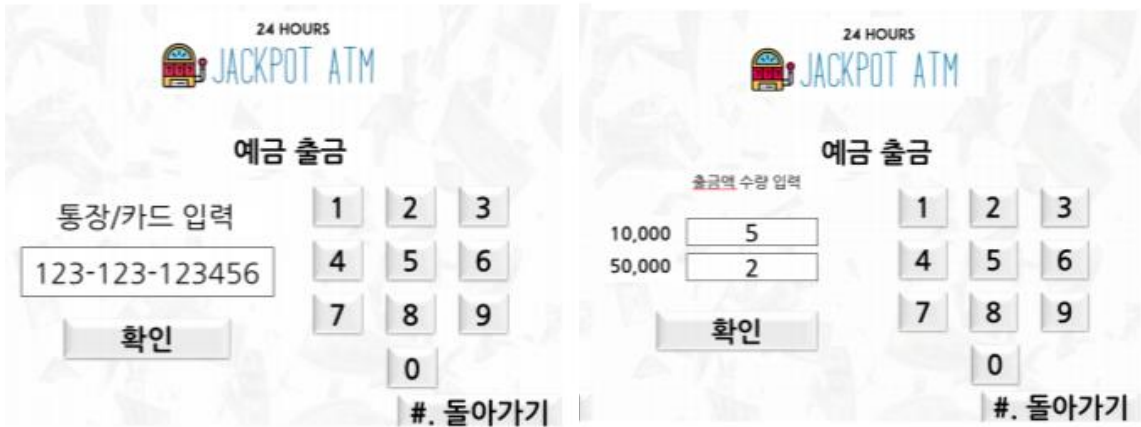 24 HOURS
JACKPOT ATM
예금 출금
통장/카드 입력
123-123-123456
확인
1 2 3
4 5 6
7 8 9
0
#. 돌아가기
24 HOURS
JACKPOT ATM
예금 출금
출금액 수량 입력
10,000 5
50,000 2
확인
1 2 3
4 5 6
7 8 9
0
#. 돌아가기